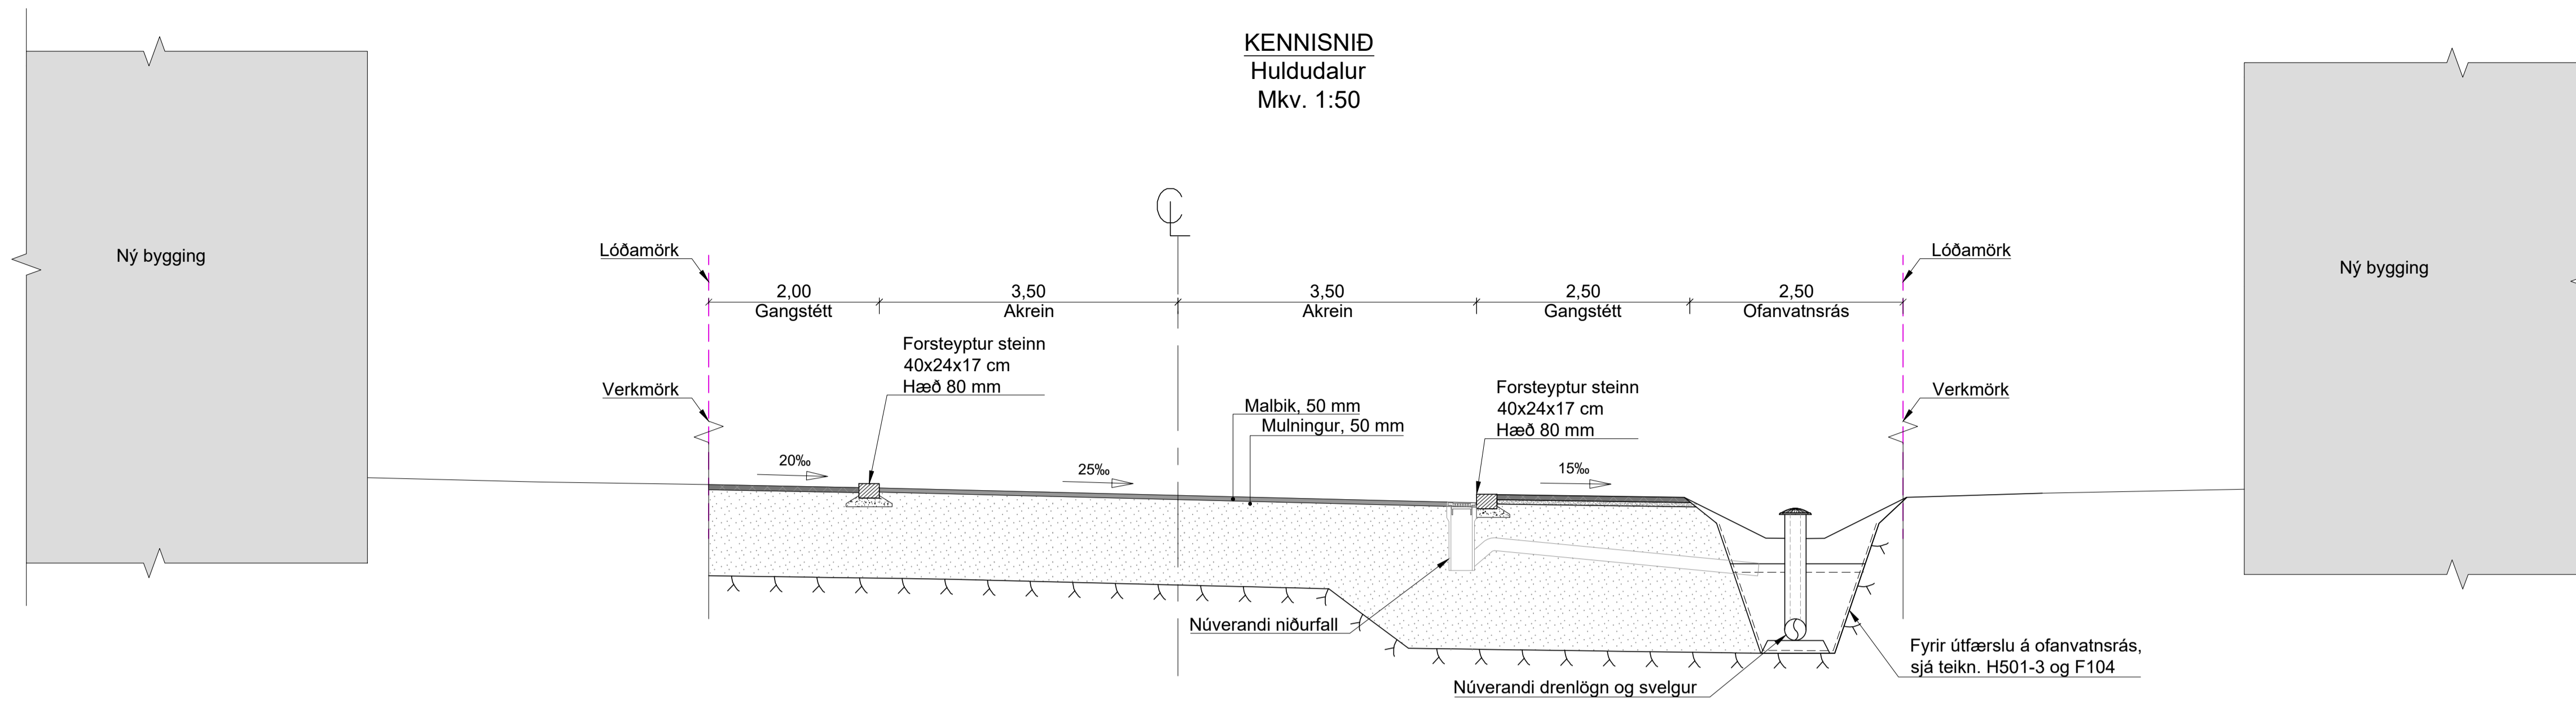 KENNISNIÐ
Huldudalur
Mkv. 1:50
Ný bygging
Ný bygging
Lóðamörk
Lóðamörk
2,00
3,50
3,50
2,50
2,50
Gangstétt
Akrein
Akrein
Gangstétt
Ofanvatnsrás
Forsteyptur steinn
40x24x17 cm
Hæð 80 mm
Verkmörk
Malbik, 50 mm
Mulningur, 50 mm
Forsteyptur steinn
40x24x17 cm
Hæð 80 mm
Verkmörk
20‰
25‰
15‰
Núverandi niðurfall
Fyrir útfærslu á ofanvatnsrás,
sjá teikn. H501-3 og F104
Núverandi drenlögn og svelgur